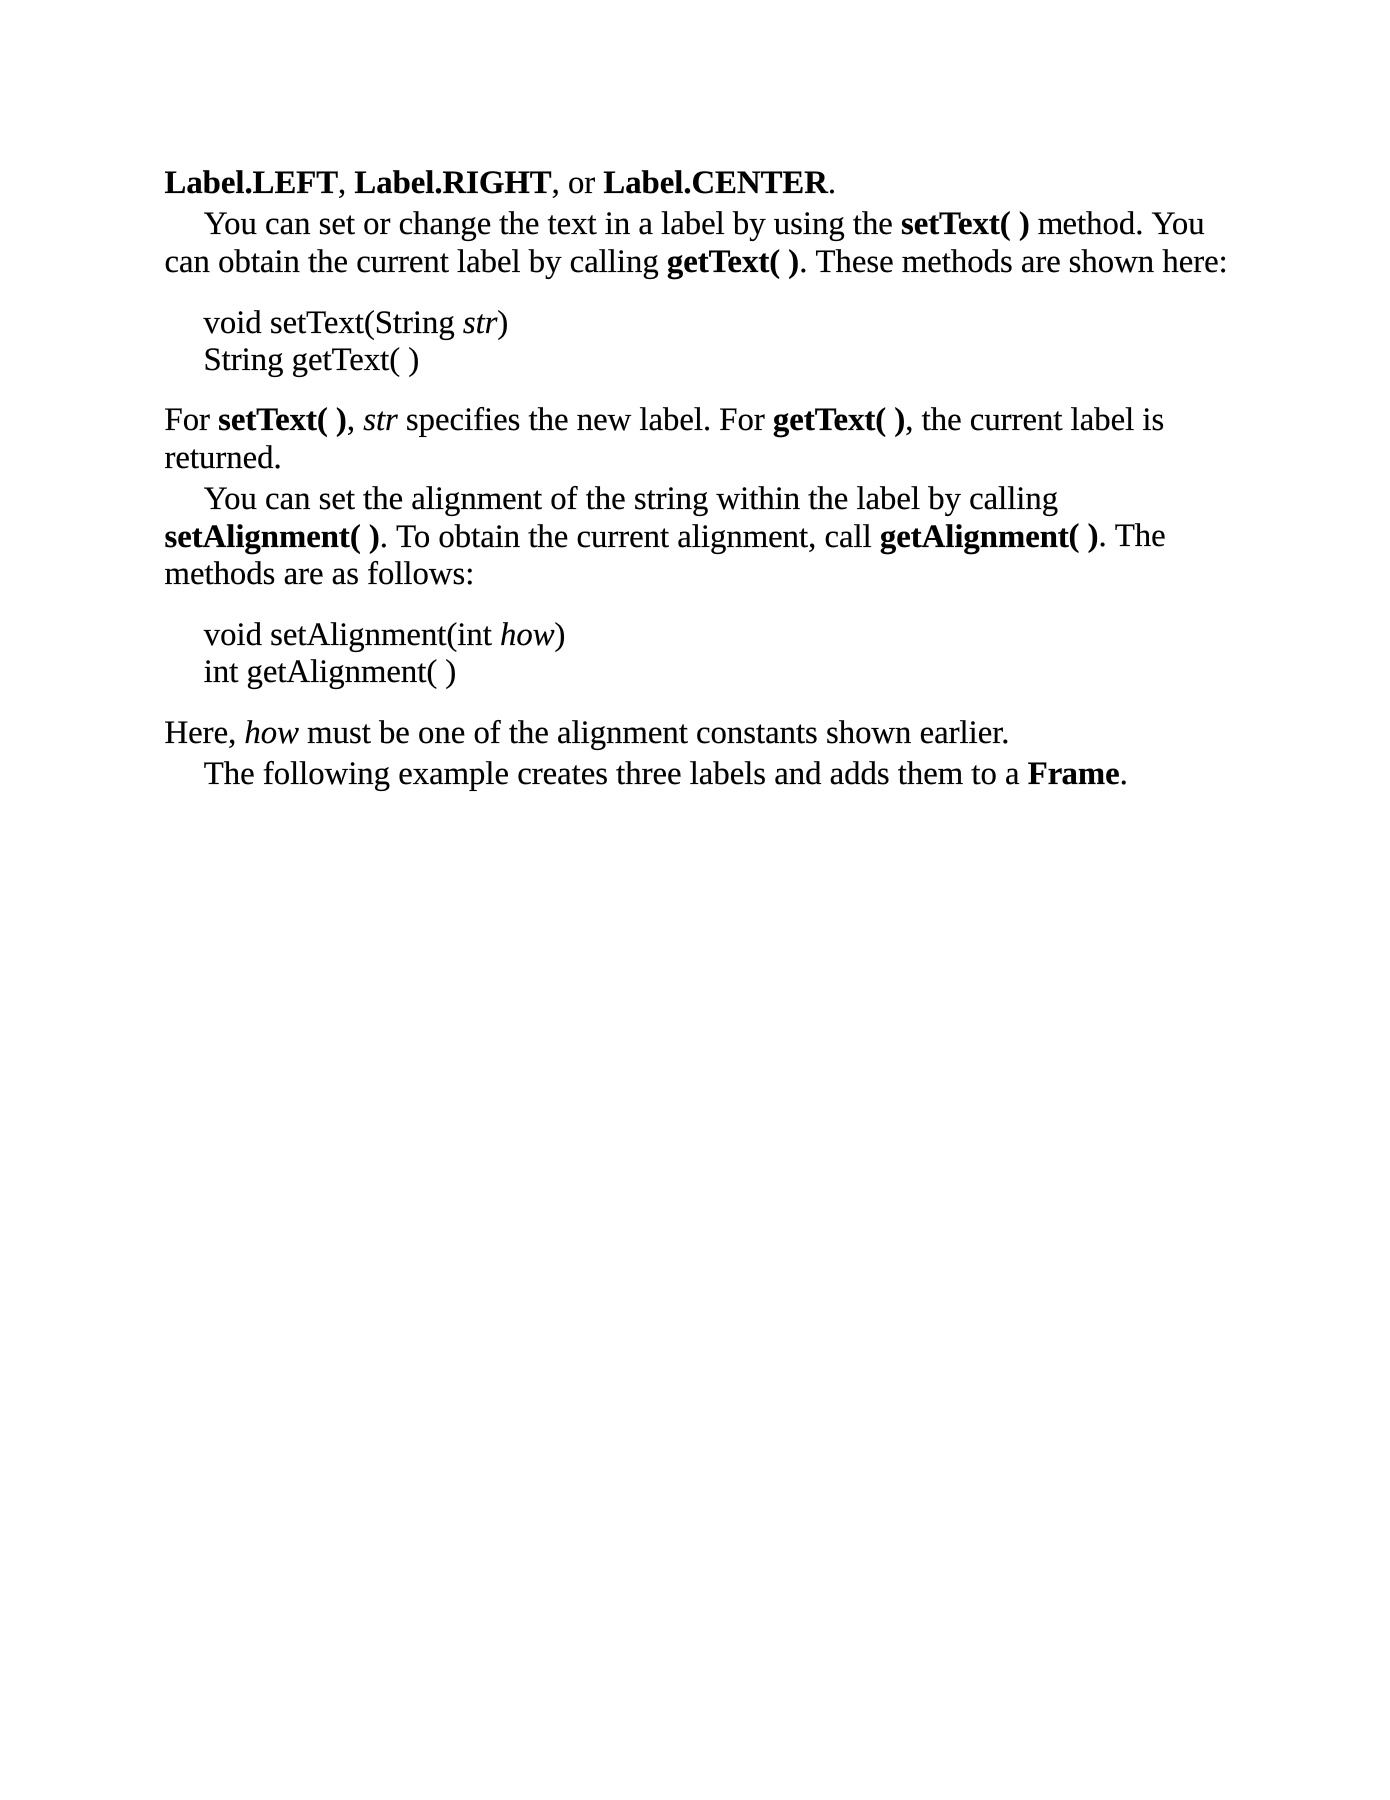 Label.LEFT, Label.RIGHT, or Label.CENTER.
You can set or change the text in a label by using the setText( ) method. You
can obtain the current label by calling getText( ). These methods are shown here:
void setText(String str)
String getText( )
For setText( ), str specifies the new label. For getText( ), the current label is
returned.
You can set the alignment of the string within the label by calling
setAlignment( ). To obtain the current alignment, call getAlignment( ). The
methods are as follows:
void setAlignment(int how)
int getAlignment( )
Here, how must be one of the alignment constants shown earlier.
The following example creates three labels and adds them to a Frame.